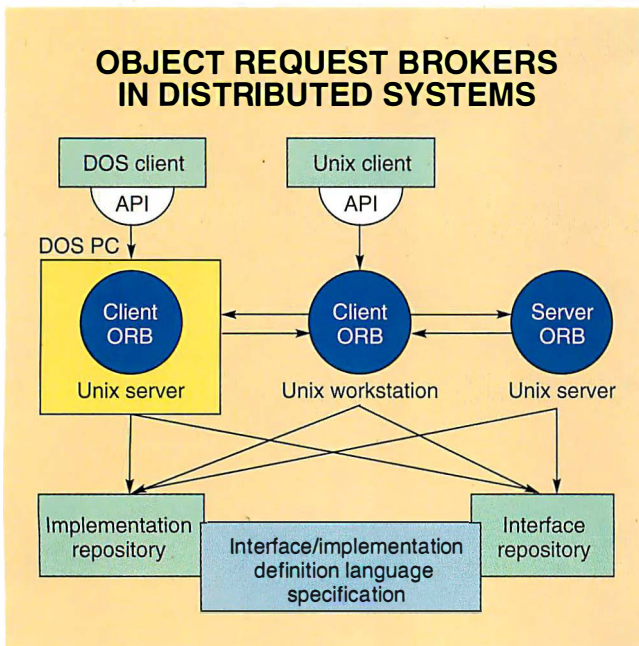 OBJECT REQUEST BROKERS
IN DISTRIBUTED SYSTEMS
DOS client
Unix client
API
API
DOS PC
Client
ORB
Client
ORB
Server
ORB
Unix server
Unix workstation
Unix server
Implementation
repository
Interface/implementation
definition language
specification
Interface
repository